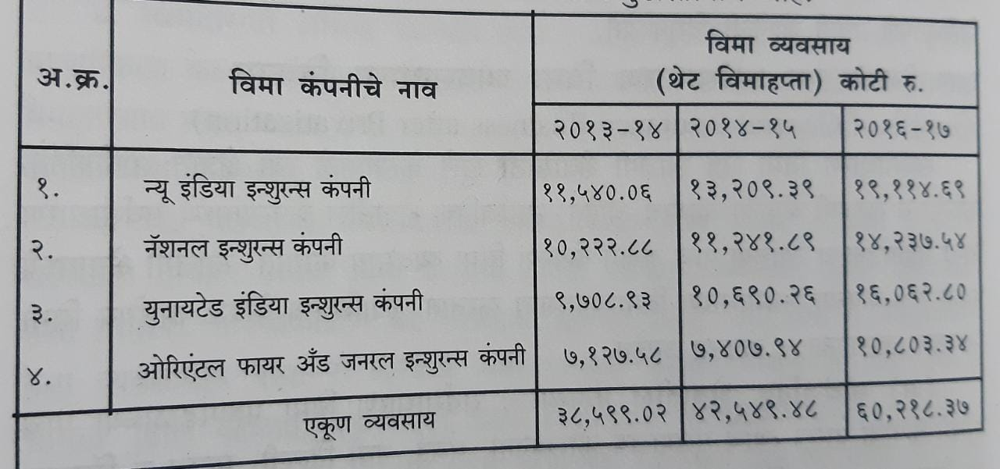 विमा व्यवसाय
अ.क्र. विमा कंपनीचे नाव (थेट विमाहप्ता) कोटी रु.
२०१३-१४ २०१४-१५ २०१६-१७
१. न्यू इंडिया इन्शुरन्स कंपनी ११,५४०.०६ १३,२०९.३९ १९,११४.६९
२. नॅशनल इन्शुरन्स कंपनी १०,२२२.८८ ११,२४१.८९ १४,२३७.५४
३. युनायटेड इंडिया इन्शुरन्स कंपनी ९,७०८.९३ १०,६९०.२६ १६,०६२.८०
४. ओरिएंटल फायर अँड जनरल इन्शुरन्स कंपनी ७,१२७.५८ ७,४०७.९४ १०,८०३.३४
एकूण व्यवसाय ३८,५९९.०२ ४२,५४९.४८ ६०,२१८.३७